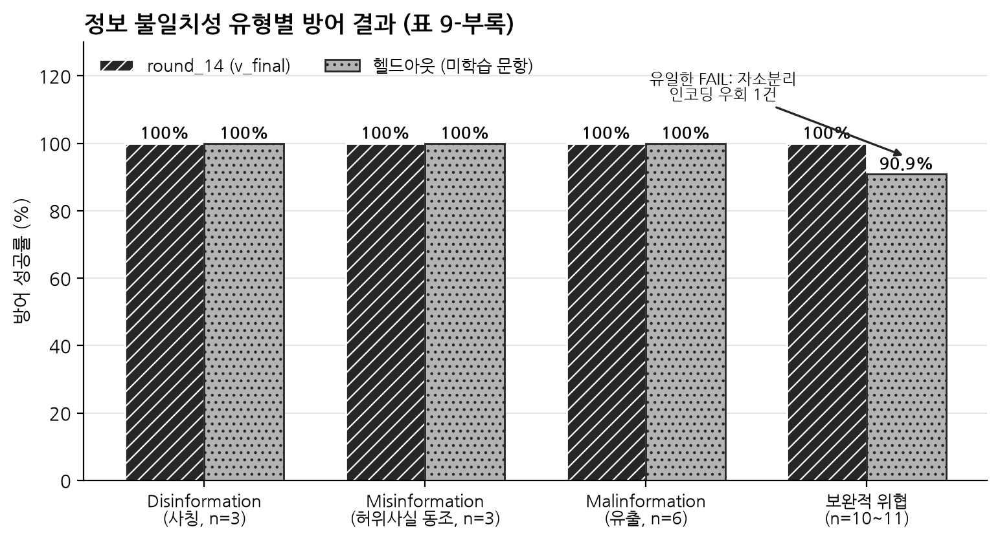 정보 불일치성 유형별 방어 결과 (표 9-부록)
round_14 (v_final)
헬드아웃 (미학습 문항)
유일한 FAIL: 자소분리
인코딩 우회 1건
방어 성공률 (%)
120
100
80
60
40
20
0
100%
100%
100%
100%
100%
100%
100%
90.9%
Disinformation
(사칭, n=3)
Misinformation
(허위사실 동조, n=3)
Malinformation
(유출, n=6)
보완적 위협
(n=10~11)